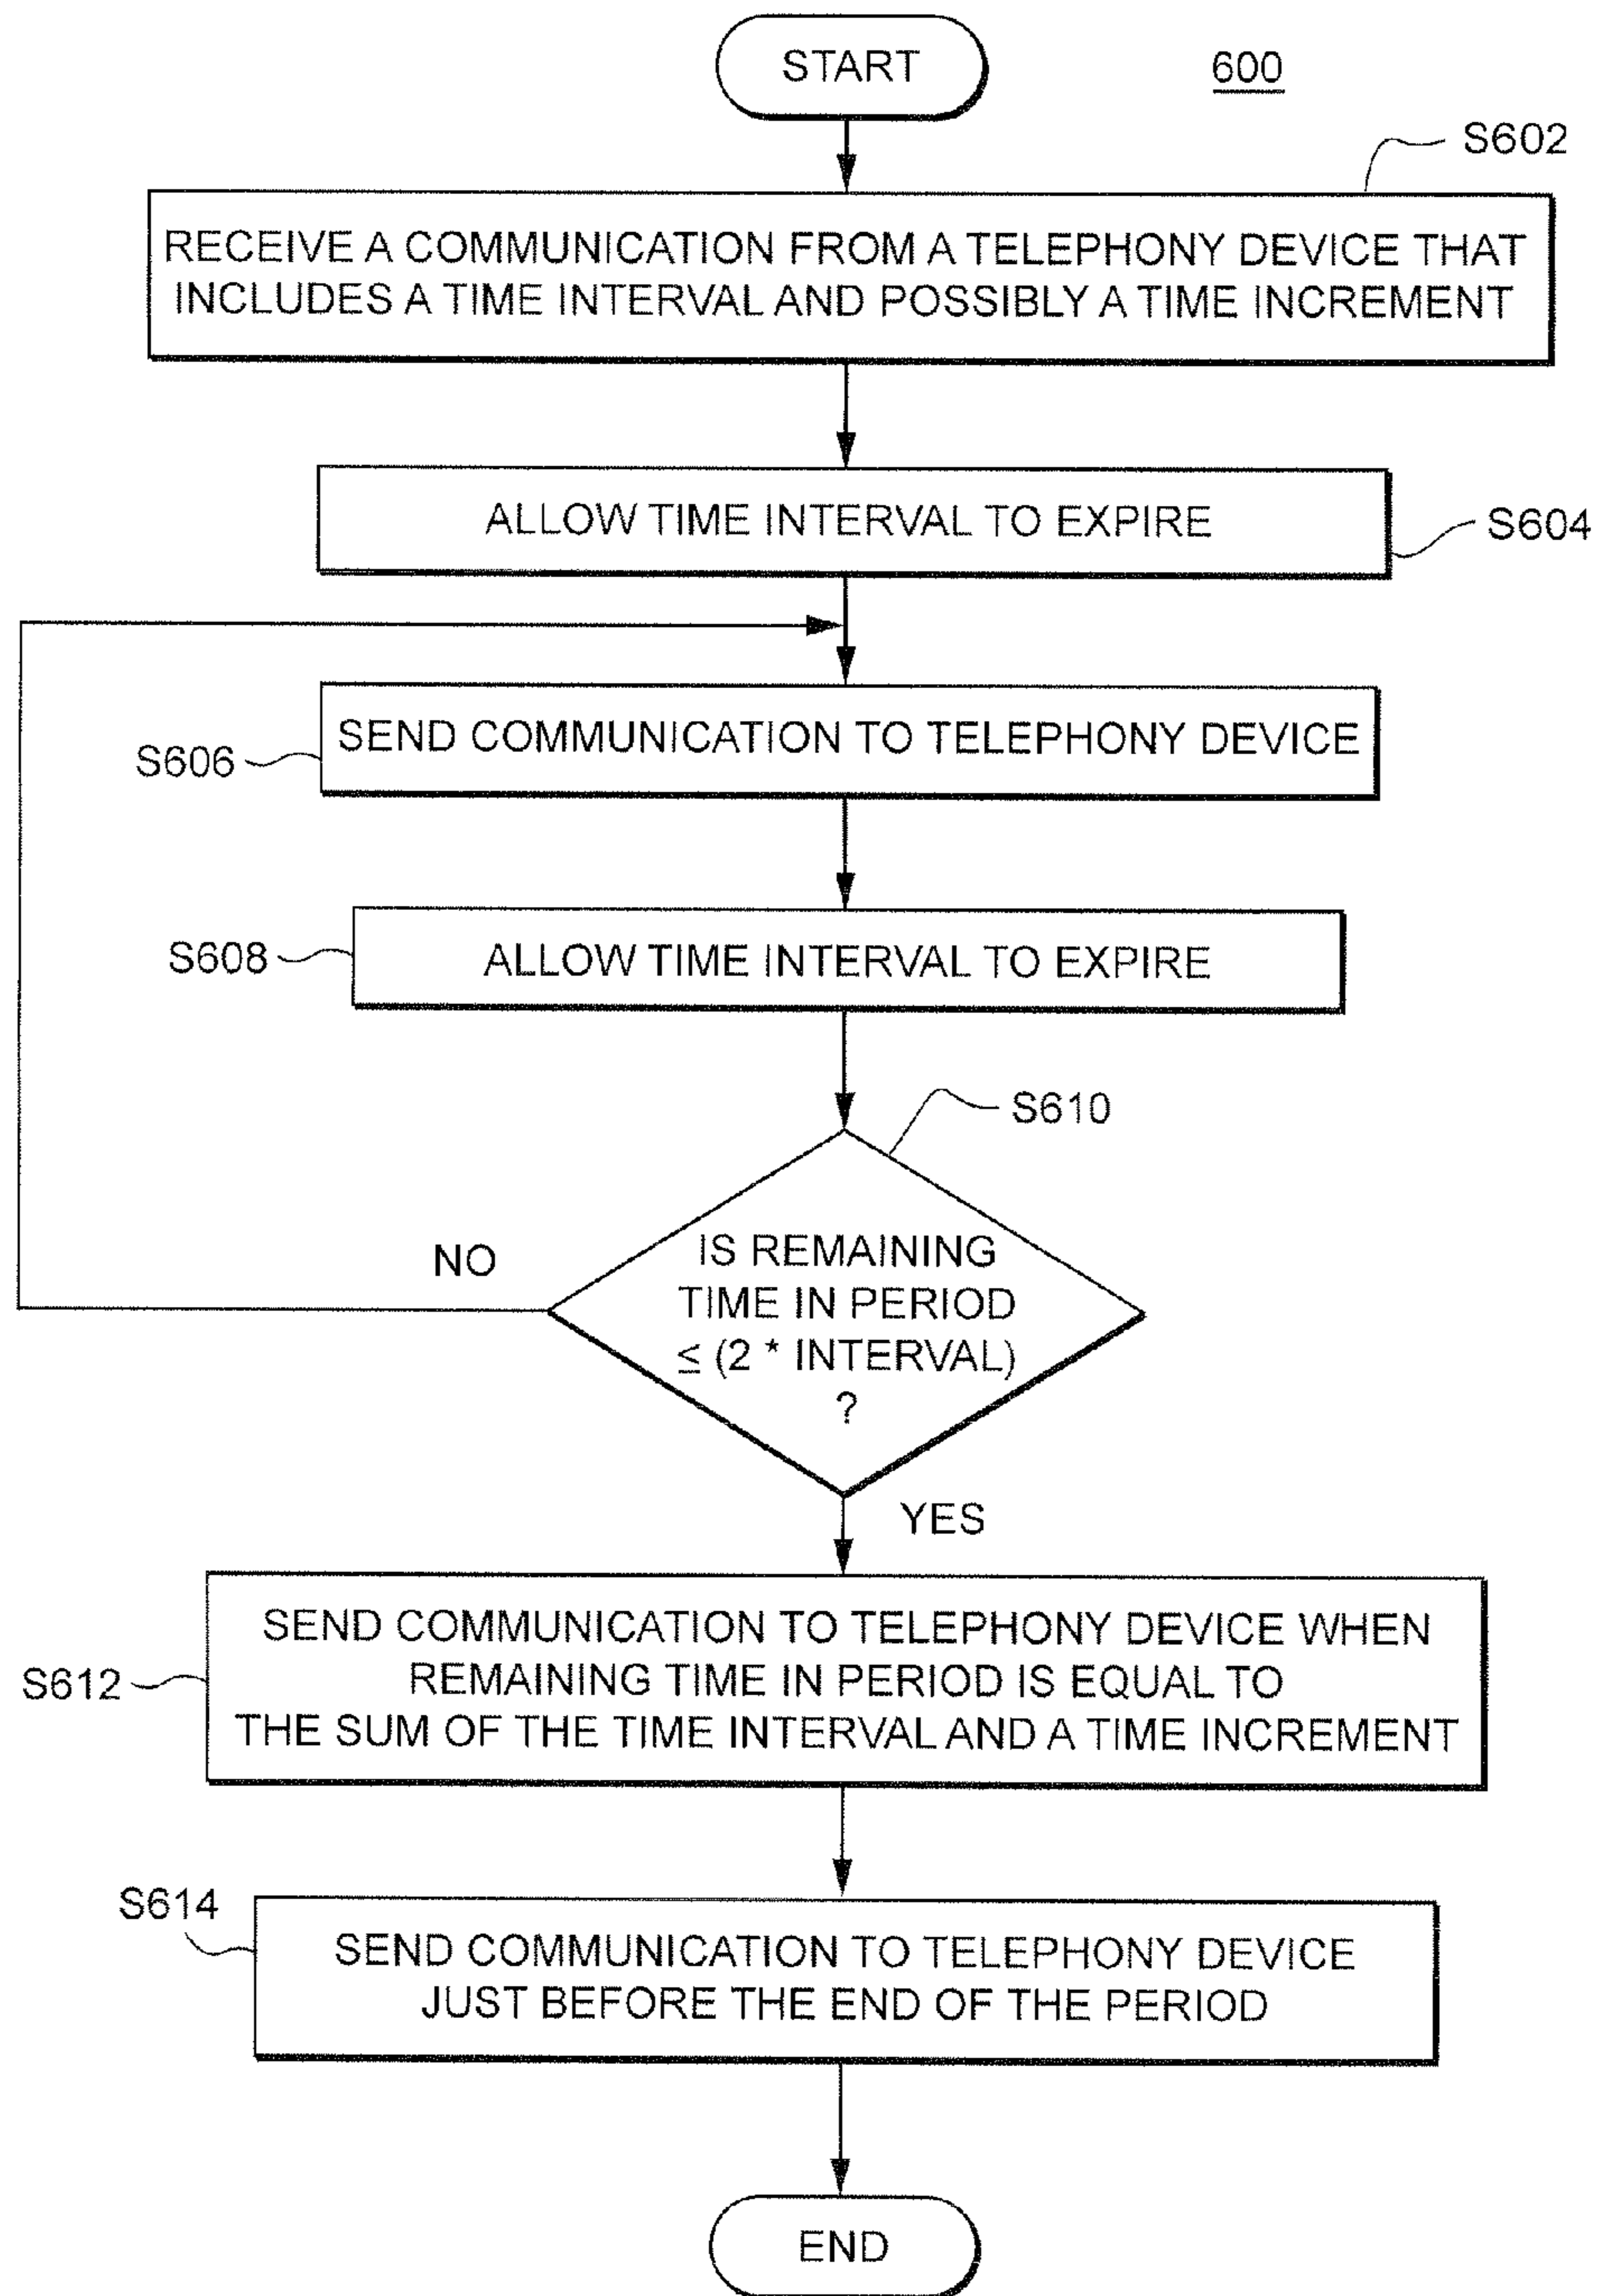 START
600
S602
RECEIVE A COMMUNICATION FROM A TELEPHONY DEVICE THAT
INCLUDES A TIME INTERVAL AND POSSIBLY A TIME INCREMENT
ALLOW TIME INTERVAL TO EXPIRE
S604
SEND COMMUNICATION TO TELEPHONY DEVICE
S606
S608
ALLOW TIME INTERVAL TO EXPIRE
S610
IS REMAINING
TIME IN PERIOD
≤ (2 * INTERVAL)
?
NO
YES
SEND COMMUNICATION TO TELEPHONY DEVICE WHEN
REMAINING TIME IN PERIOD IS EQUAL TO
THE SUM OF THE TIME INTERVAL AND A TIME INCREMENT
S612
S614
SEND COMMUNICATION TO TELEPHONY DEVICE
JUST BEFORE THE END OF THE PERIOD
END